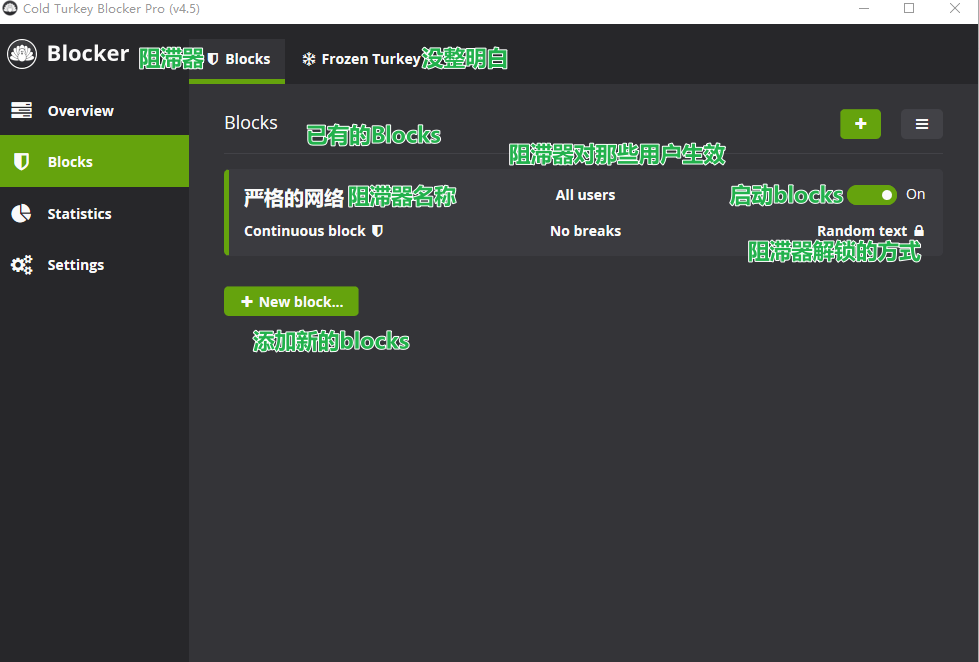 Cold Turkey Blocker Pro (v4.5)
Blocker 阻滞器 Blocks Frozen Turkey 没整明白
Overview
Blocks
Statistics
Settings
Blocks 已有的Blocks
阻滞器对那些用户生效
严格的网络 阻滞器名称 All users 启动blocks On
Continuous block No breaks Random text
阻滞器解锁的方式
+ New block...
添加新的blocks